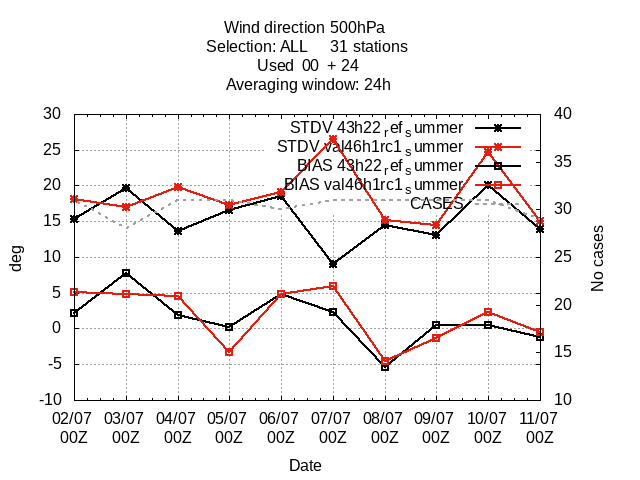 Wind direction 500hPa
Selection: ALL 31 stations
Used 00 + 24
Averaging window: 24h
STDV 43h22_ref_summer
STDV val46h1rc1_summer
BIAS 43h22_ref_summer
BIAS val46h1rc1_summer
CASES
30
25
20
15
10
5
0
-5
-10
deg
40
35
30
25
20
15
10
No cases
02/07 03/07 04/07 05/07 06/07 07/07 08/07 09/07 10/07 11/07
00Z 00Z 00Z 00Z 00Z 00Z 00Z 00Z 00Z 00Z
Date